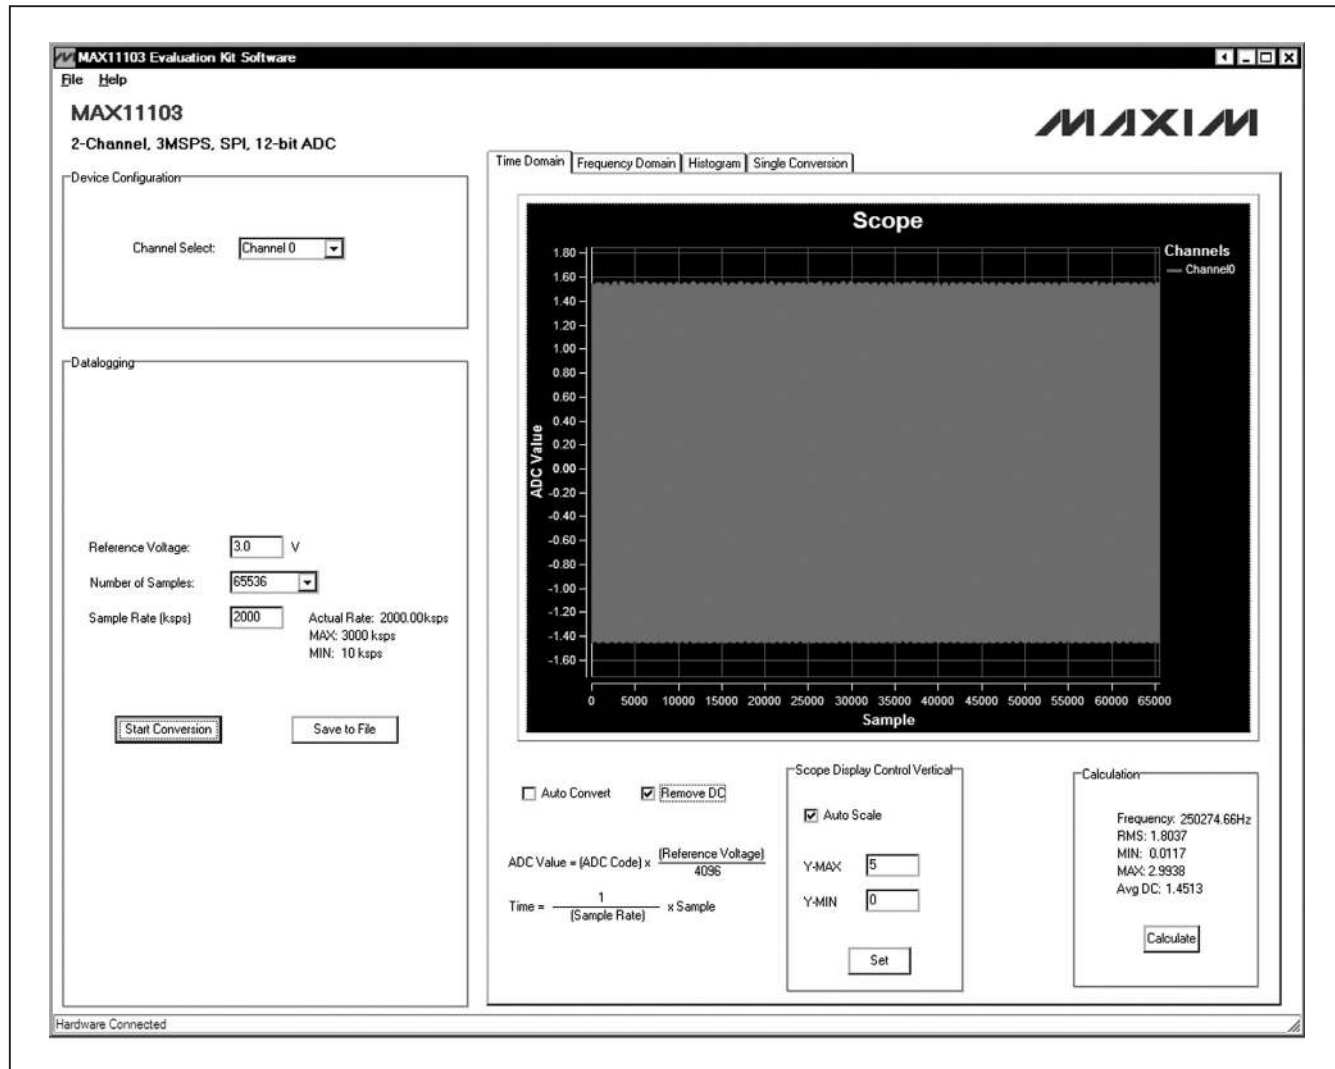 MAX11103 Evaluation Kit Software
File Help
MAX11103
2-Channel, 3MSPS, SPI, 12-bit ADC
MAXIM
Device Configuration
Channel Select: Channel 0
Datalogging
Reference Voltage: 3.0 V
Number of Samples: 65536
Sample Rate (ksps) 2000 Actual Rate: 2000.00ksps
MAX: 3000 ksps
MIN: 10 ksps
Start Conversion Save to File
Time Domain Frequency Domain Histogram Single Conversion
Scope
Channels
Channel0
1.80
1.60
1.40
1.20
1.00
0.80
0.60
0.40
0.20
0.00
-0.20
-0.40
-0.60
-0.80
-1.00
-1.20
-1.40
-1.60
ADC Value
0 5000 10000 15000 20000 25000 30000 35000 40000 45000 50000 55000 60000 65000
Sample
Auto Convert Remove DC
ADC Value = (ADC Code) x (Reference Voltage)
4096
Time = 1 x Sample
(Sample Rate)
Scope Display Control Vertical
Auto Scale
Y-MAX 5
Y-MIN 0
Set
Calculation
Frequency: 250274.66Hz
RMS: 1.8037
MIN: 0.0117
MAX: 2.9938
Avg DC: 1.4513
Calculate
Hardware Connected